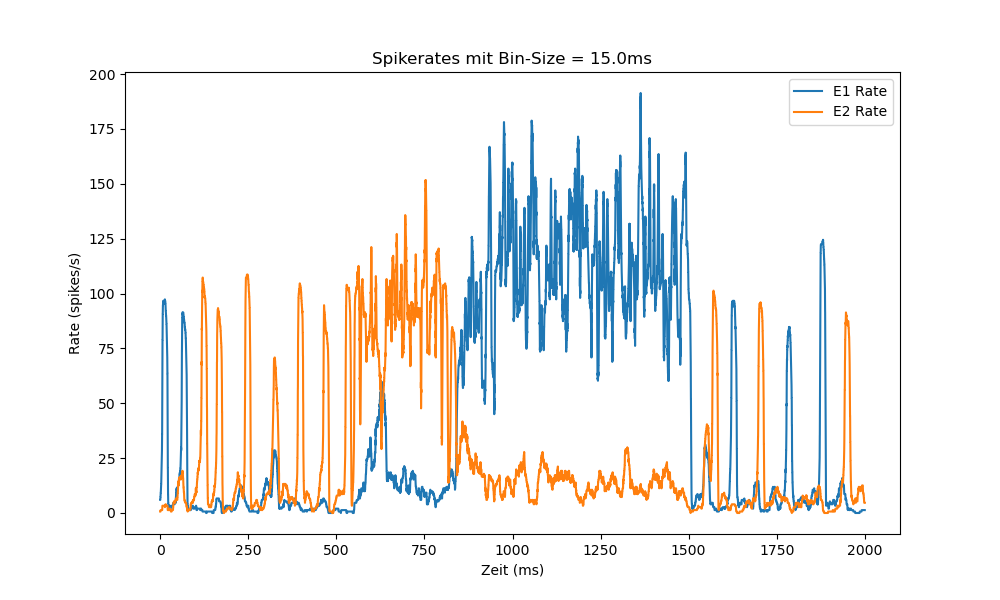 Spikerates mit Bin-Size = 15.0ms
200
175
150
125
100
75
50
25
0
Rate (spikes/s)
E1 Rate
E2 Rate
0 250 500 750 1000 1250 1500 1750 2000
Zeit (ms)